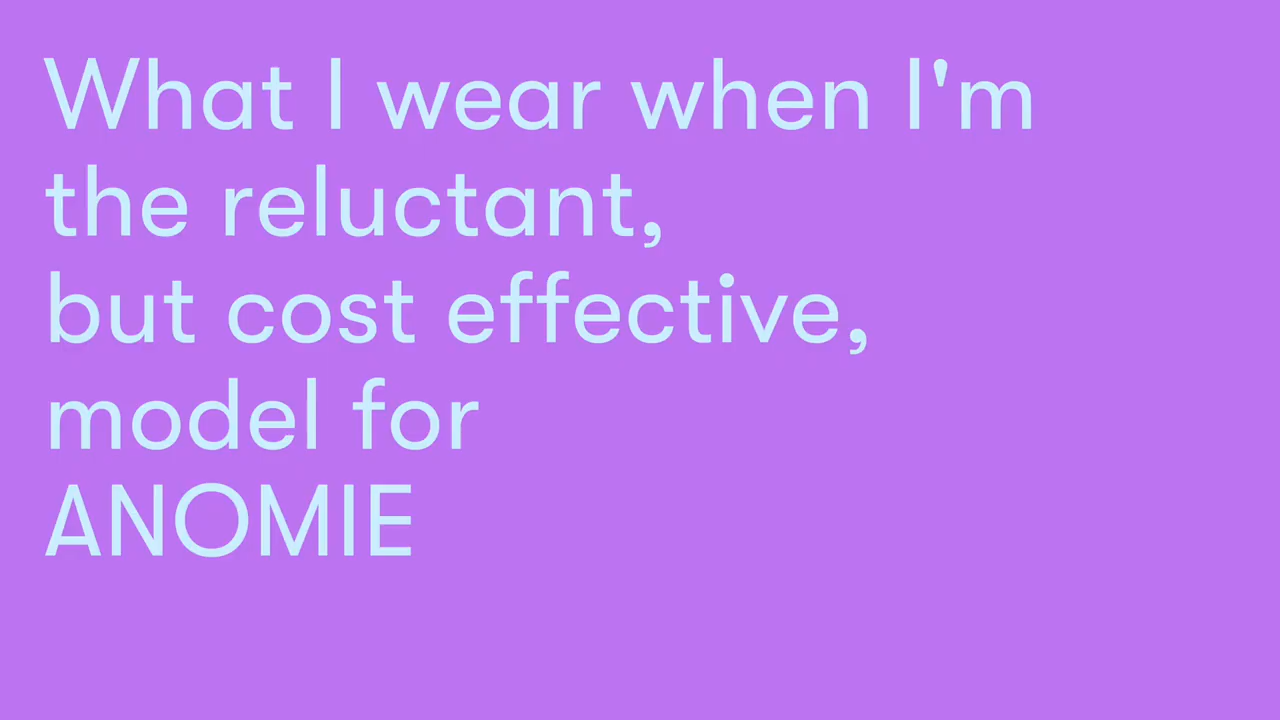 What I wear when I'm
the reluctant,
but cost effective,
model for
ANOMIE